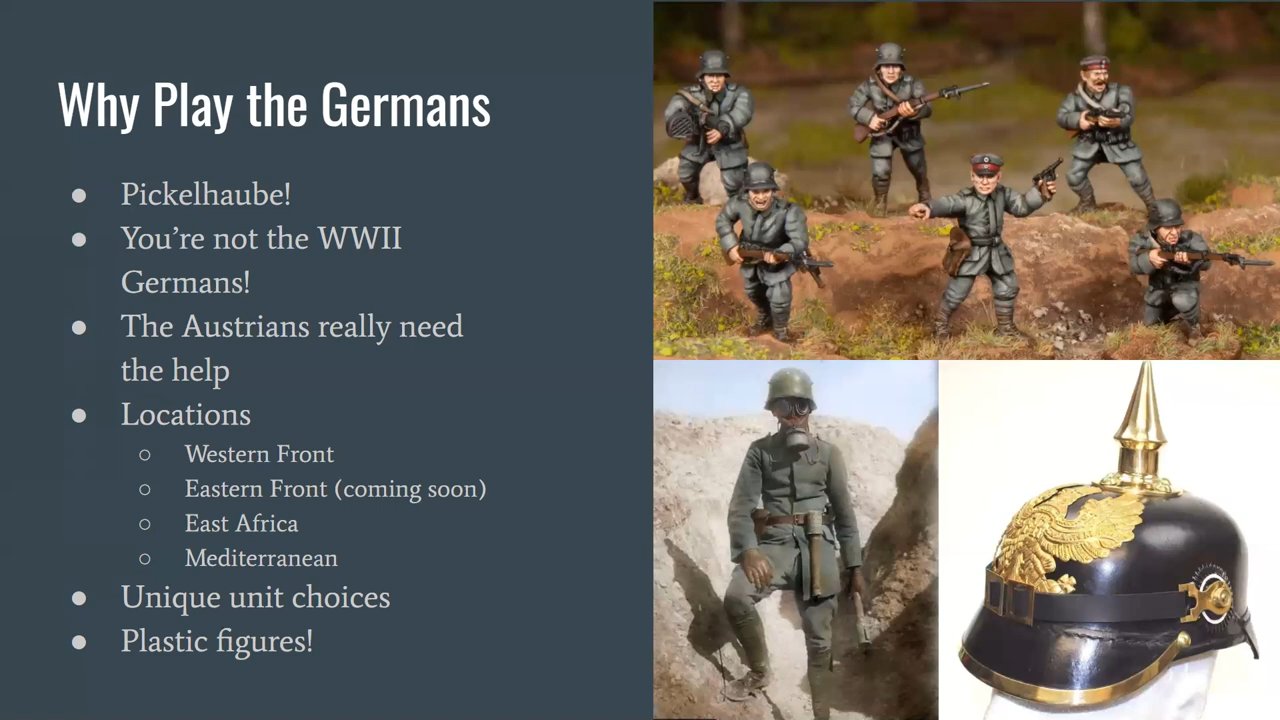 Why Play the Germans
● Pickelhaube!
● You’re not the WWII
Germans!
● The Austrians really need
the help
● Locations
○ Western Front
○ Eastern Front (coming soon)
○ East Africa
○ Mediterranean
● Unique unit choices
● Plastic figures!